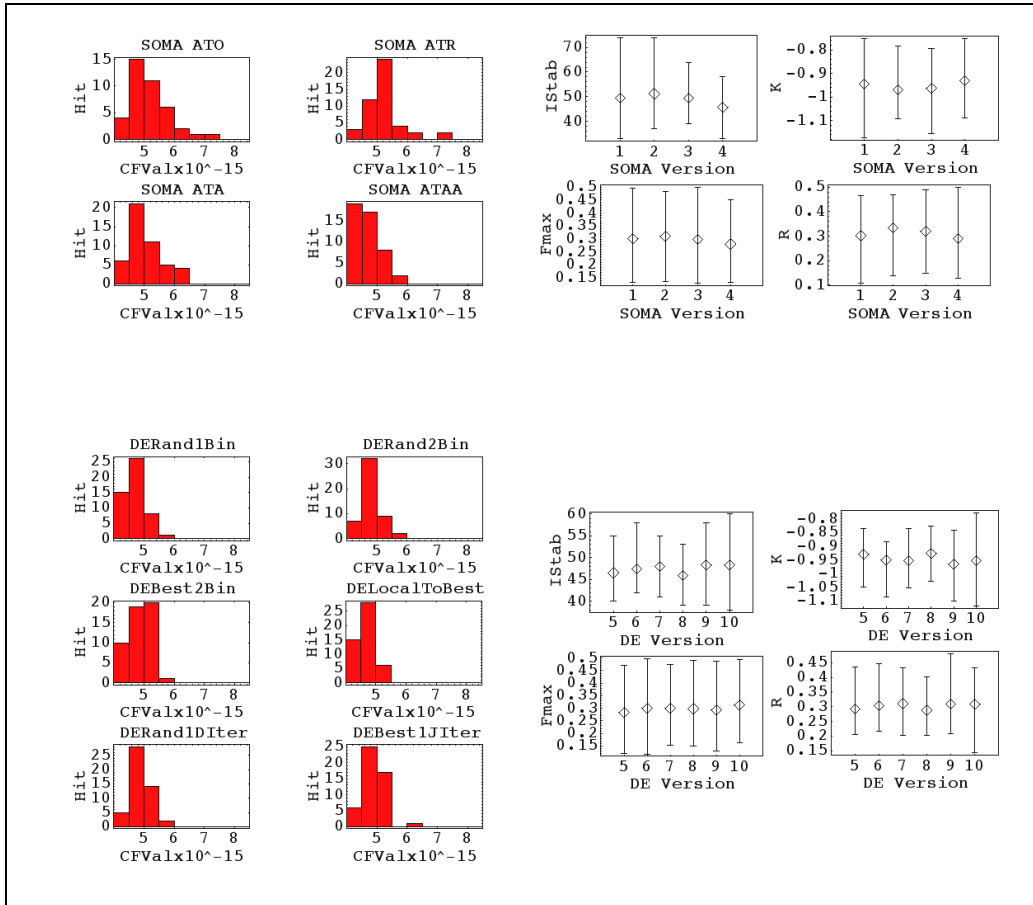 SOMA ATO
15
10
5
0
Hit
5 6 7 8
CFValx10^-15
SOMA ATR
20
15
10
5
0
Hit
5 6 7 8
CFValx10^-15
SOMA ATA
20
15
10
5
0
Hit
5 6 7 8
CFValx10^-15
SOMA ATAA
15
10
5
0
Hit
5 6 7 8
CFValx10^-15
70
60
50
40
IStab
1 2 3 4
SOMA Version
-0.8
-0.9
-1
-1.1
K
1 2 3 4
SOMA Version
0.5
0.45
0.4
0.35
0.3
0.25
0.2
0.15
Fmax
1 2 3 4
SOMA Version
0.5
0.4
0.3
0.2
0.1
R
1 2 3 4
SOMA Version
DERand1Bin
25
20
15
10
5
0
Hit
5 6 7 8
CFValx10^-15
DERand2Bin
30
20
10
0
Hit
5 6 7 8
CFValx10^-15
DEBest2Bin
20
15
10
5
0
Hit
5 6 7 8
CFValx10^-15
DELocalToBest
25
20
15
10
5
0
Hit
5 6 7 8
CFValx10^-15
DERand1DIter
25
20
15
10
5
0
Hit
5 6 7 8
CFValx10^-15
DEBest1JIter
25
20
15
10
5
0
Hit
5 6 7 8
CFValx10^-15
60
55
50
45
40
IStab
5 6 7 8 9 10
DE Version
-0.8
-0.85
-0.9
-0.95
-1
-1.05
-1.1
K
5 6 7 8 9 10
DE Version
0.5
0.45
0.4
0.35
0.3
0.25
0.2
0.15
Fmax
5 6 7 8 9 10
DE Version
0.45
0.4
0.35
0.3
0.25
0.2
0.15
R
5 6 7 8 9 10
DE Version